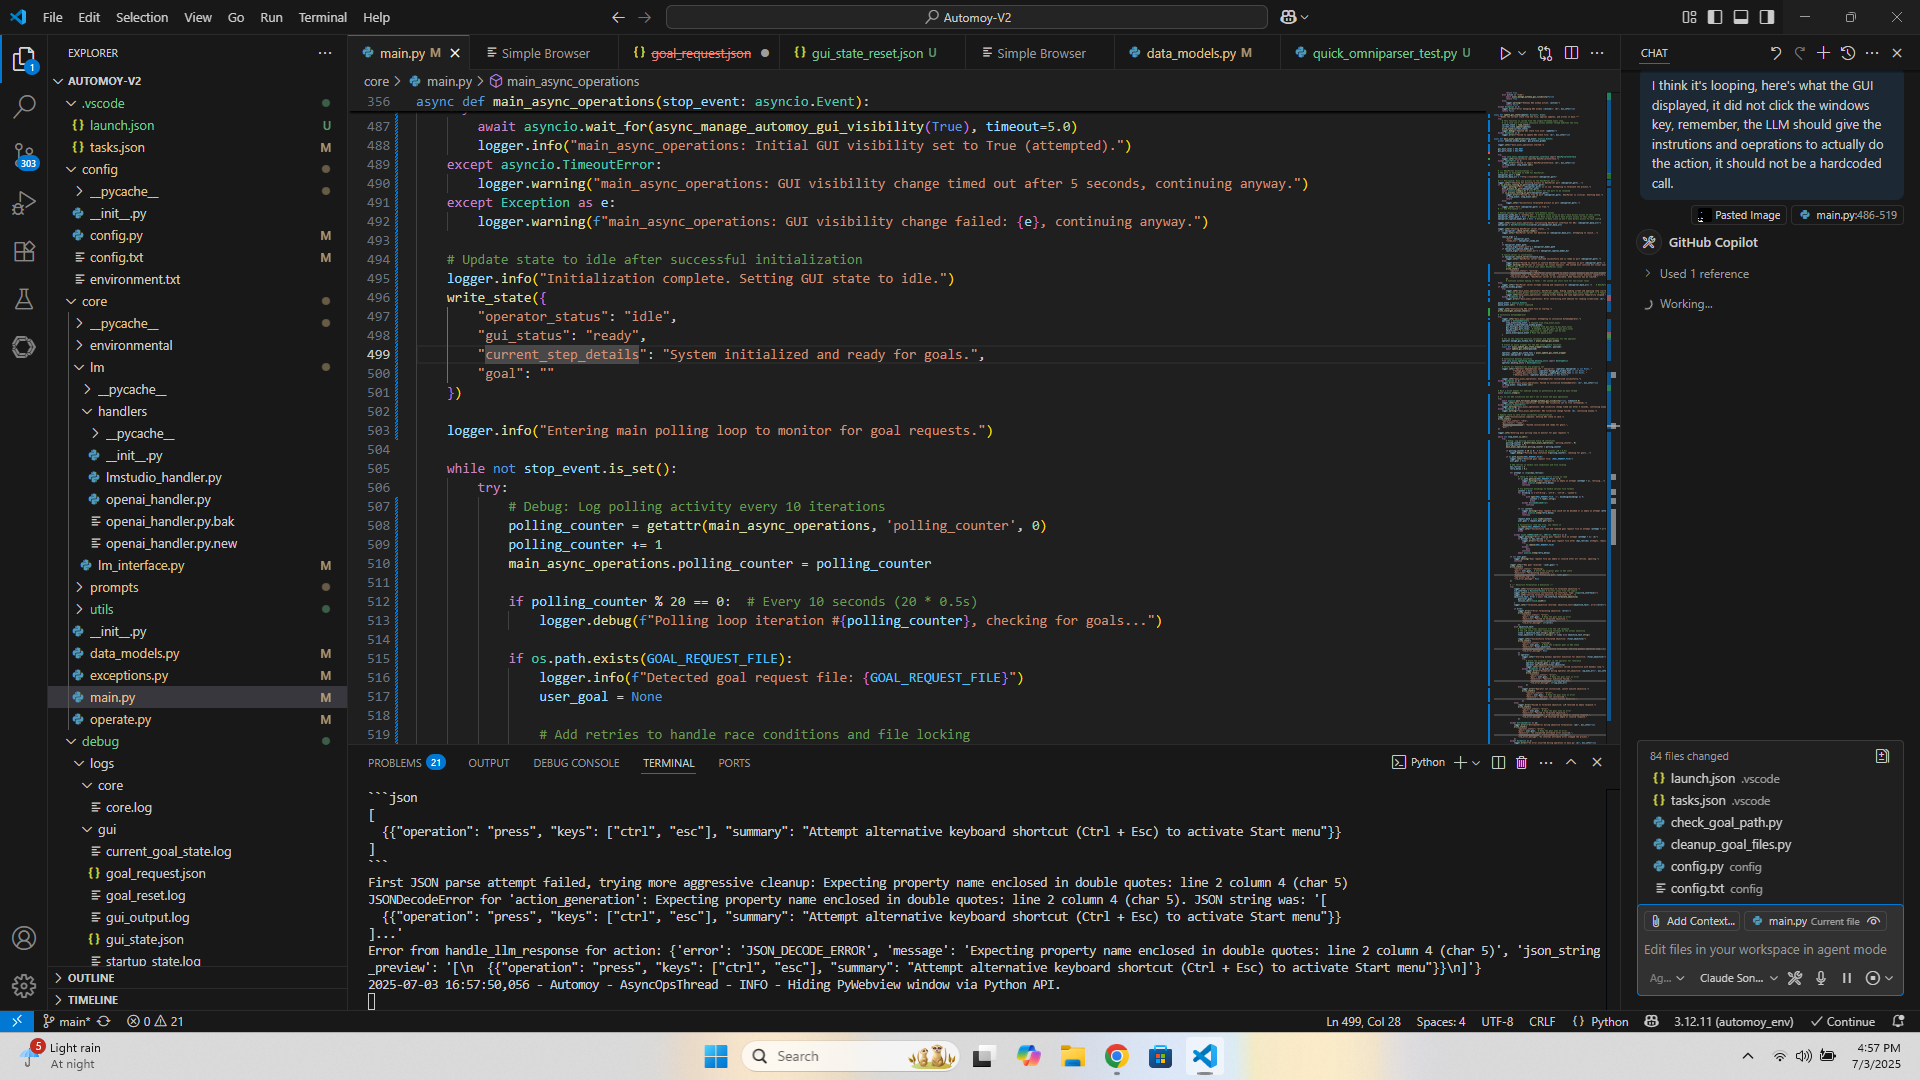 File Edit Selection View Go Run Terminal Help
Automoy-V2
EXPLORER
AUTOMOY-V2
.vscode
launch.json U
tasks.json M
config
__pycache__
__init__.py
config.py M
config.txt M
environment.txt
core
__pycache__
environmental
lm
__pycache__
handlers
__pycache__
__init__.py
lmstudio_handler.py
openai_handler.py
openai_handler.py.bak
openai_handler.py.new
lm_interface.py M
prompts
utils
__init__.py
data_models.py M
exceptions.py M
main.py M
operate.py M
debug
logs
core
core.log
gui
current_goal_state.log
goal_request.json
goal_reset.log
gui_output.log
gui_state.json
startup_state.log
OUTLINE
TIMELINE
1
303
main.py M
Simple Browser
goal_request.json
gui_state_reset.json U
Simple Browser
data_models.py M
quick_omniparser_test.py U
core > main.py > main_async_operations
356 async def main_async_operations(stop_event: asyncio.Event):
487 await asyncio.wait_for(async_manage_automoy_gui_visibility(True), timeout=5.0)
488 logger.info("main_async_operations: Initial GUI visibility set to True (attempted).")
489 except asyncio.TimeoutError:
490 logger.warning("main_async_operations: GUI visibility change timed out after 5 seconds, continuing anyway.")
491 except Exception as e:
492 logger.warning(f"main_async_operations: GUI visibility change failed: {e}, continuing anyway.")
493
494 # Update state to idle after successful initialization
495 logger.info("Initialization complete. Setting GUI state to idle.")
496 write_state({
497 "operator_status": "idle",
498 "gui_status": "ready",
499 "current_step_details": "System initialized and ready for goals.",
500 "goal": ""
501 })
502
503 logger.info("Entering main polling loop to monitor for goal requests.")
504
505 while not stop_event.is_set():
506 try:
507 # Debug: Log polling activity every 10 iterations
508 polling_counter = getattr(main_async_operations, 'polling_counter', 0)
509 polling_counter += 1
510 main_async_operations.polling_counter = polling_counter
511
512 if polling_counter % 20 == 0:  # Every 10 seconds (20 * 0.5s)
513 logger.debug(f"Polling loop iteration #{polling_counter}, checking for goals...")
514
515 if os.path.exists(GOAL_REQUEST_FILE):
516 logger.info(f"Detected goal request file: {GOAL_REQUEST_FILE}")
517 user_goal = None
518
519 # Add retries to handle race conditions and file locking
PROBLEMS 21 OUTPUT DEBUG CONSOLE TERMINAL PORTS
Python
```json
[
{{"operation": "press", "keys": ["ctrl", "esc"], "summary": "Attempt alternative keyboard shortcut (Ctrl + Esc) to activate Start menu"}}
]
```
First JSON parse attempt failed, trying more aggressive cleanup: Expecting property name enclosed in double quotes: line 2 column 4 (char 5)
JSONDecodeError for 'action_generation': Expecting property name enclosed in double quotes: line 2 column 4 (char 5). JSON string was: '[
{{"operation": "press", "keys": ["ctrl", "esc"], "summary": "Attempt alternative keyboard shortcut (Ctrl + Esc) to activate Start menu"}}
]...'
Error from handle_llm_response for action: {'error': 'JSON_DECODE_ERROR', 'message': 'Expecting property name enclosed in double quotes: line 2 column 4 (char 5)', 'json_string
_preview': '[\n  {{"operation": "press", "keys": ["ctrl", "esc"], "summary": "Attempt alternative keyboard shortcut (Ctrl + Esc) to activate Start menu"}}\n]'}
2025-07-03 16:57:50,056 - Automoy - AsyncOpsThread - INFO - Hiding PyWebview window via Python API.
CHAT
I think it's looping, here's what the GUI
displayed, it did not click the windows
key, remember, the LLM should give the
instrutions and oeprations to actually do
the action, it should not be a hardcoded
call.
Pasted Image
main.py:486-519
GitHub Copilot
Used 1 reference
Working...
84 files changed
launch.json .vscode
tasks.json .vscode
check_goal_path.py
cleanup_goal_files.py
config.py config
config.txt config
Add Context...
main.py Current file
Edit files in your workspace in agent mode
Ag...
Claude Son...
main*
0 21
Ln 499, Col 28
Spaces: 4
UTF-8
CRLF
Python
3.12.11 (automoy_env)
Continue
5
Light rain
At night
Search
4:57 PM
7/3/2025